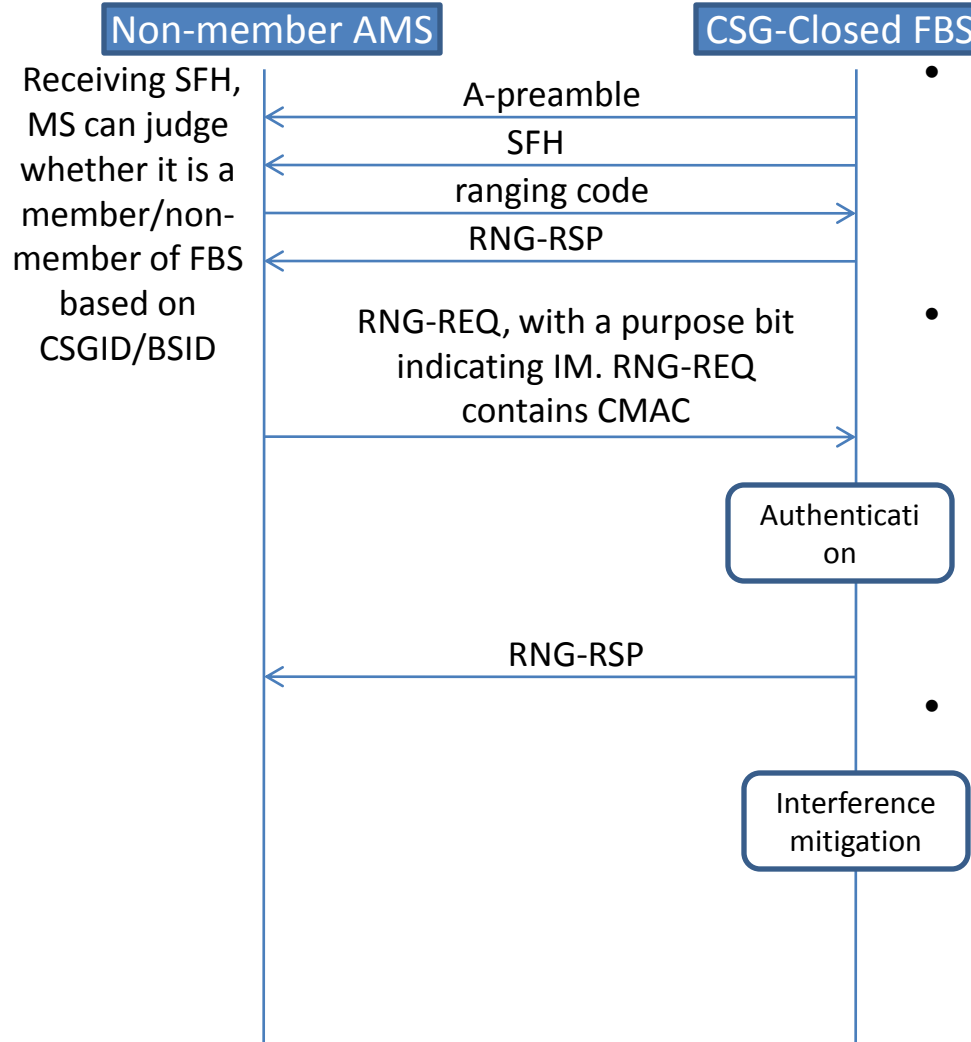 Non-member AMS
CSG-Closed FBS
Receiving SFH,
MS can judge
whether it is a
member/non-
member of FBS
based on
CSGID/BSID
A-preamble
SFH
ranging code
RNG-RSP
RNG-REQ, with a purpose bit
indicating IM. RNG-REQ
contains CMAC
Authenticati
on
RNG-RSP
Interference
mitigation
•
•
•